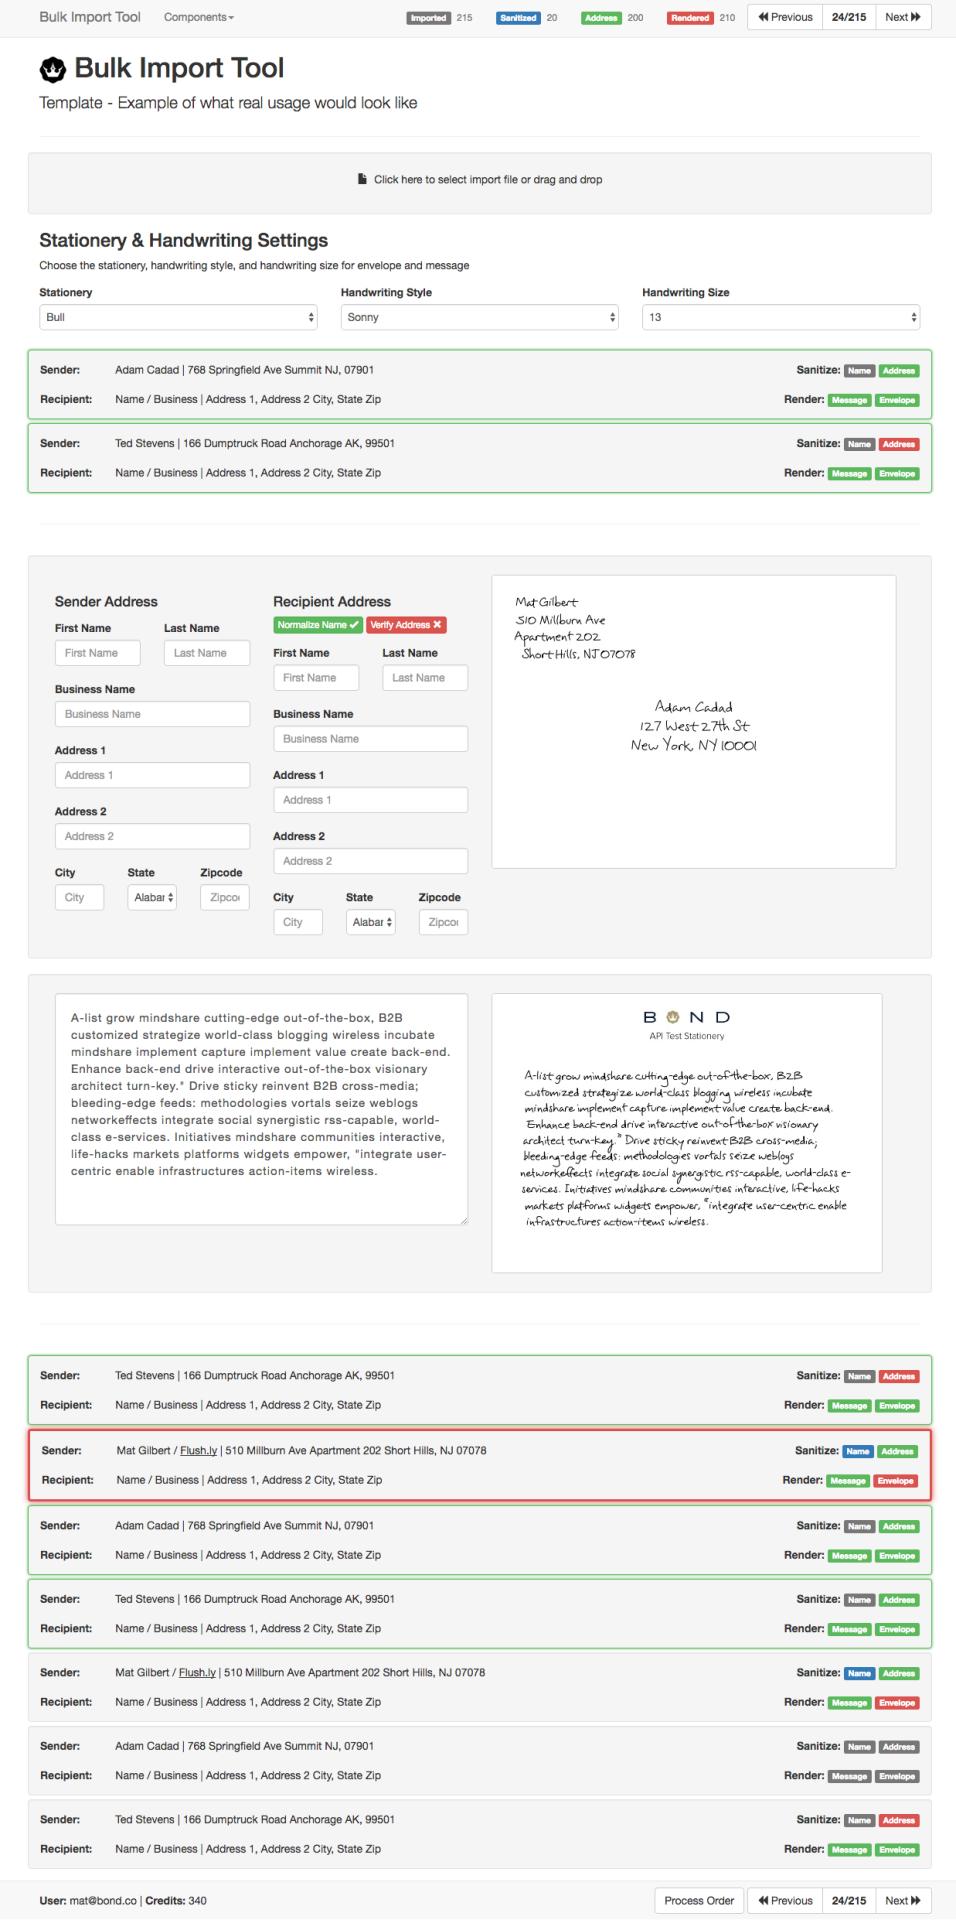 Bulk Import Tool Components Imported 215 Sanitized 20 Address 200 Rendered 210 Previous 24/215 Next
Bulk Import Tool
Template - Example of what real usage would look like
Click here to select import file or drag and drop
Stationery & Handwriting Settings
Choose the stationery, handwriting style, and handwriting size for envelope and message
Stationery Handwriting Style Handwriting Size
Bull Sonny 13
Sender: Adam Cadad | 768 Springfield Ave Summit NJ, 07901 Sanitize: Name Address
Recipient: Name / Business | Address 1, Address 2 City, State Zip Render: Message Envelope
Sender: Ted Stevens | 166 Dumptruck Road Anchorage AK, 99501 Sanitize: Name Address
Recipient: Name / Business | Address 1, Address 2 City, State Zip Render: Message Envelope
Sender Address
First Name Last Name
First Name Last Name
Business Name
Business Name
Address 1
Address 1
Address 2
Address 2
City State Zipcode
City Alabar Zipco
Recipient Address
Normalize Name Verify Address
First Name Last Name
First Name Last Name
Business Name
Business Name
Address 1
Address 1
Address 2
Address 2
City State Zipcode
City Alabar Zipco
Mat Gilbert
510 Millburn Ave
Apartment 202
Short Hills, NJ 07078
Adam Cadad
127 West 27th St
New York, NY 10001
A-list grow mindshare cutting-edge out-of-the-box, B2B
customized strategize world-class blogging wireless incubate
mindshare implement capture implement value create back-end.
Enhance back-end drive interactive out-of-the-box visionary
architect turn-key." Drive sticky reinvent B2B cross-media;
bleeding-edge feeds: methodologies vortals seize weblogs
networkeffects integrate social synergistic rss-capable, world-
class e-services. Initiatives mindshare communities interactive,
life-hacks markets platforms widgets empower, "integrate user-
centric enable infrastructures action-items wireless.
BOND
API Test Stationery
A-list grow mindshare cutting-edge out-of-the-box, B2B
customized strategize world-class blogging wireless incubate
mindshare implement capture implement value create back-end.
Enhance back-end drive interactive out-of-the-box visionary
architect turn-key." Drive sticky reinvent B2B cross-media;
bleeding-edge feeds: methodologies vortals seize weblogs
networkeffects integrate social synergistic rss-capable, world-class e-
services. Initiatives mindshare communities interactive, life-hacks
markets platforms widgets empower, "integrate user-centric enable
infrastructures action-items wireless.
Sender: Ted Stevens | 166 Dumptruck Road Anchorage AK, 99501 Sanitize: Name Address
Recipient: Name / Business | Address 1, Address 2 City, State Zip Render: Message Envelope
Sender: Mat Gilbert / Flush.ly | 510 Millburn Ave Apartment 202 Short Hills, NJ 07078 Sanitize: Name Address
Recipient: Name / Business | Address 1, Address 2 City, State Zip Render: Message Envelope
Sender: Adam Cadad | 768 Springfield Ave Summit NJ, 07901 Sanitize: Name Address
Recipient: Name / Business | Address 1, Address 2 City, State Zip Render: Message Envelope
Sender: Ted Stevens | 166 Dumptruck Road Anchorage AK, 99501 Sanitize: Name Address
Recipient: Name / Business | Address 1, Address 2 City, State Zip Render: Message Envelope
Sender: Mat Gilbert / Flush.ly | 510 Millburn Ave Apartment 202 Short Hills, NJ 07078 Sanitize: Name Address
Recipient: Name / Business | Address 1, Address 2 City, State Zip Render: Message Envelope
Sender: Adam Cadad | 768 Springfield Ave Summit NJ, 07901 Sanitize: Name Address
Recipient: Name / Business | Address 1, Address 2 City, State Zip Render: Message Envelope
Sender: Ted Stevens | 166 Dumptruck Road Anchorage AK, 99501 Sanitize: Name Address
Recipient: Name / Business | Address 1, Address 2 City, State Zip Render: Message Envelope
User: mat@bond.co | Credits: 340 Process Order Previous 24/215 Next